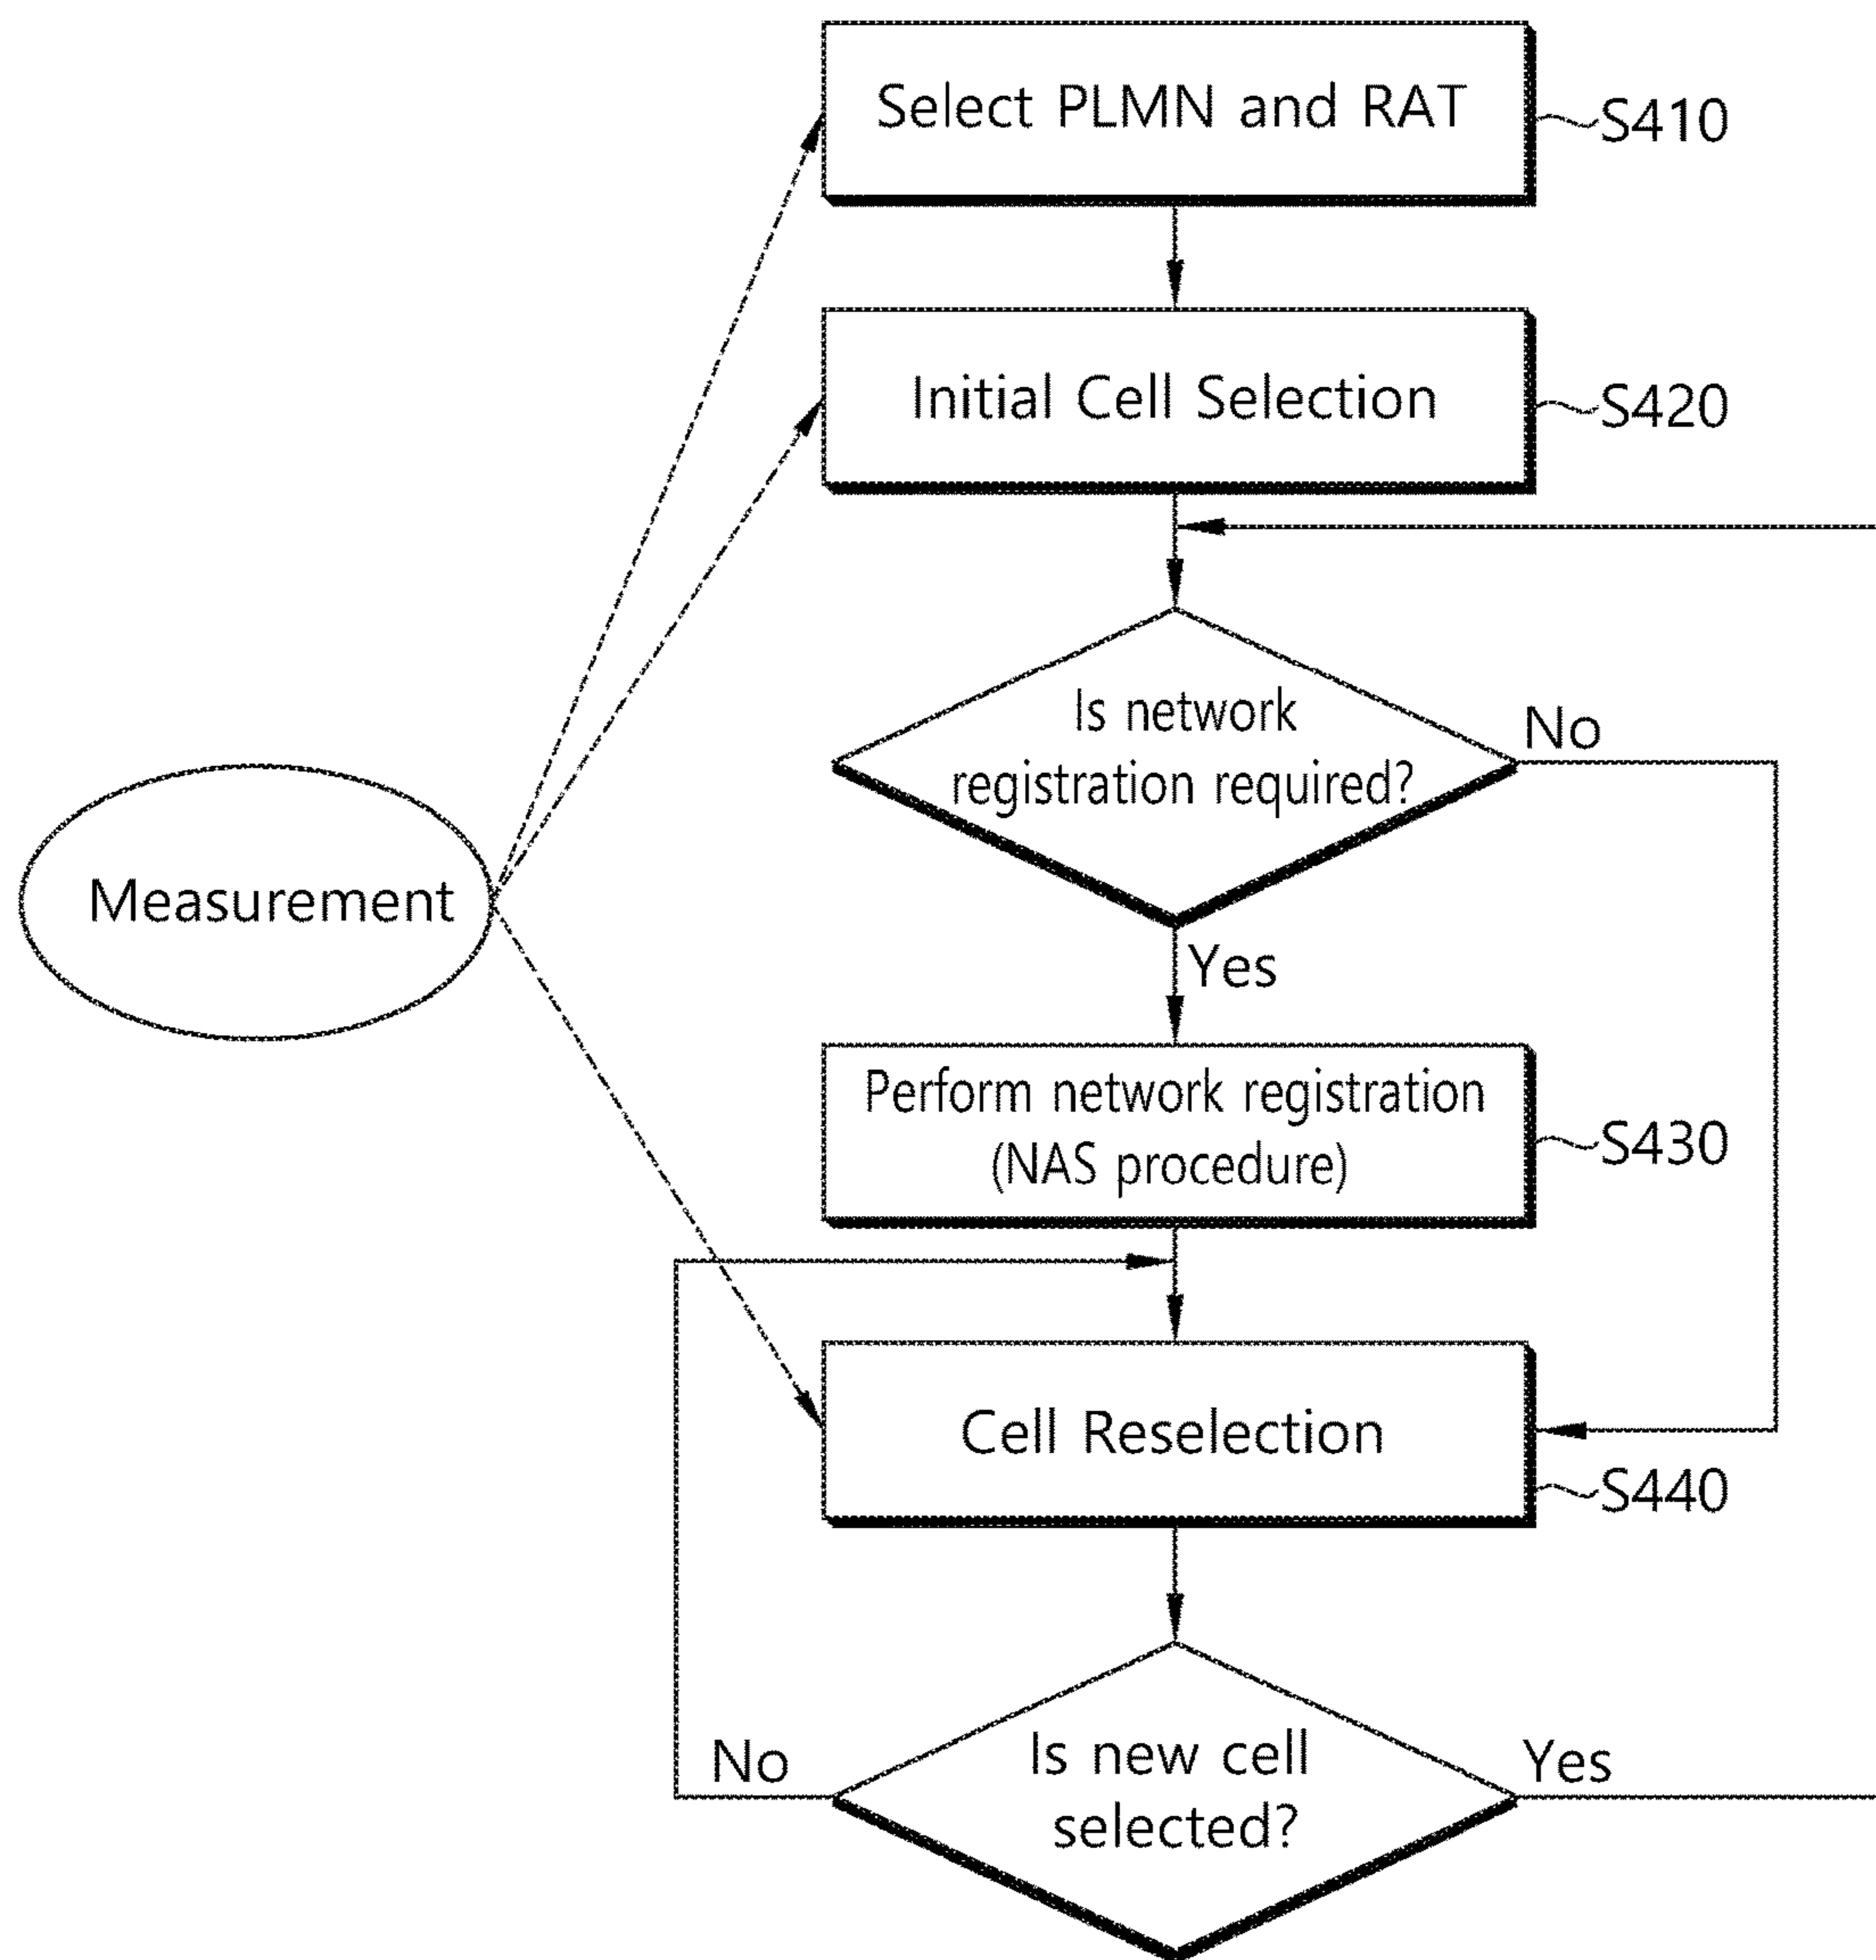 Select PLMN and RAT
S410
Initial Cell Selection
S420
Is network
registration required?
No
Yes
Measurement
Perform network registration
(NAS procedure)
S430
Cell Reselection
S440
Is new cell
selected?
No
Yes